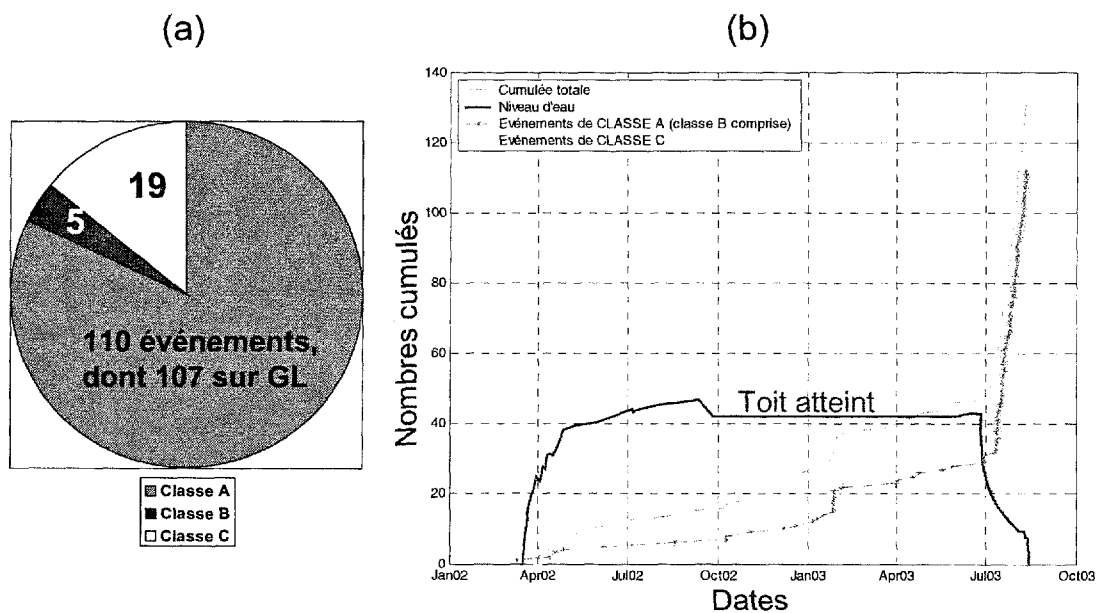 (a)
19
5
110 événements,
dont 107 sur GL
Classe A
Classe B
Classe C
(b)
Nombres cumulés
140
120
100
80
60
40
20
0
Cumulée totale
Niveau d'eau
Evénements de CLASSE A (classe B comprise)
Evénements de CLASSE C
Toit atteint
Jan02
Apr02
Jul02
Oct02
Jan03
Apr03
Jul03
Oct03
Dates